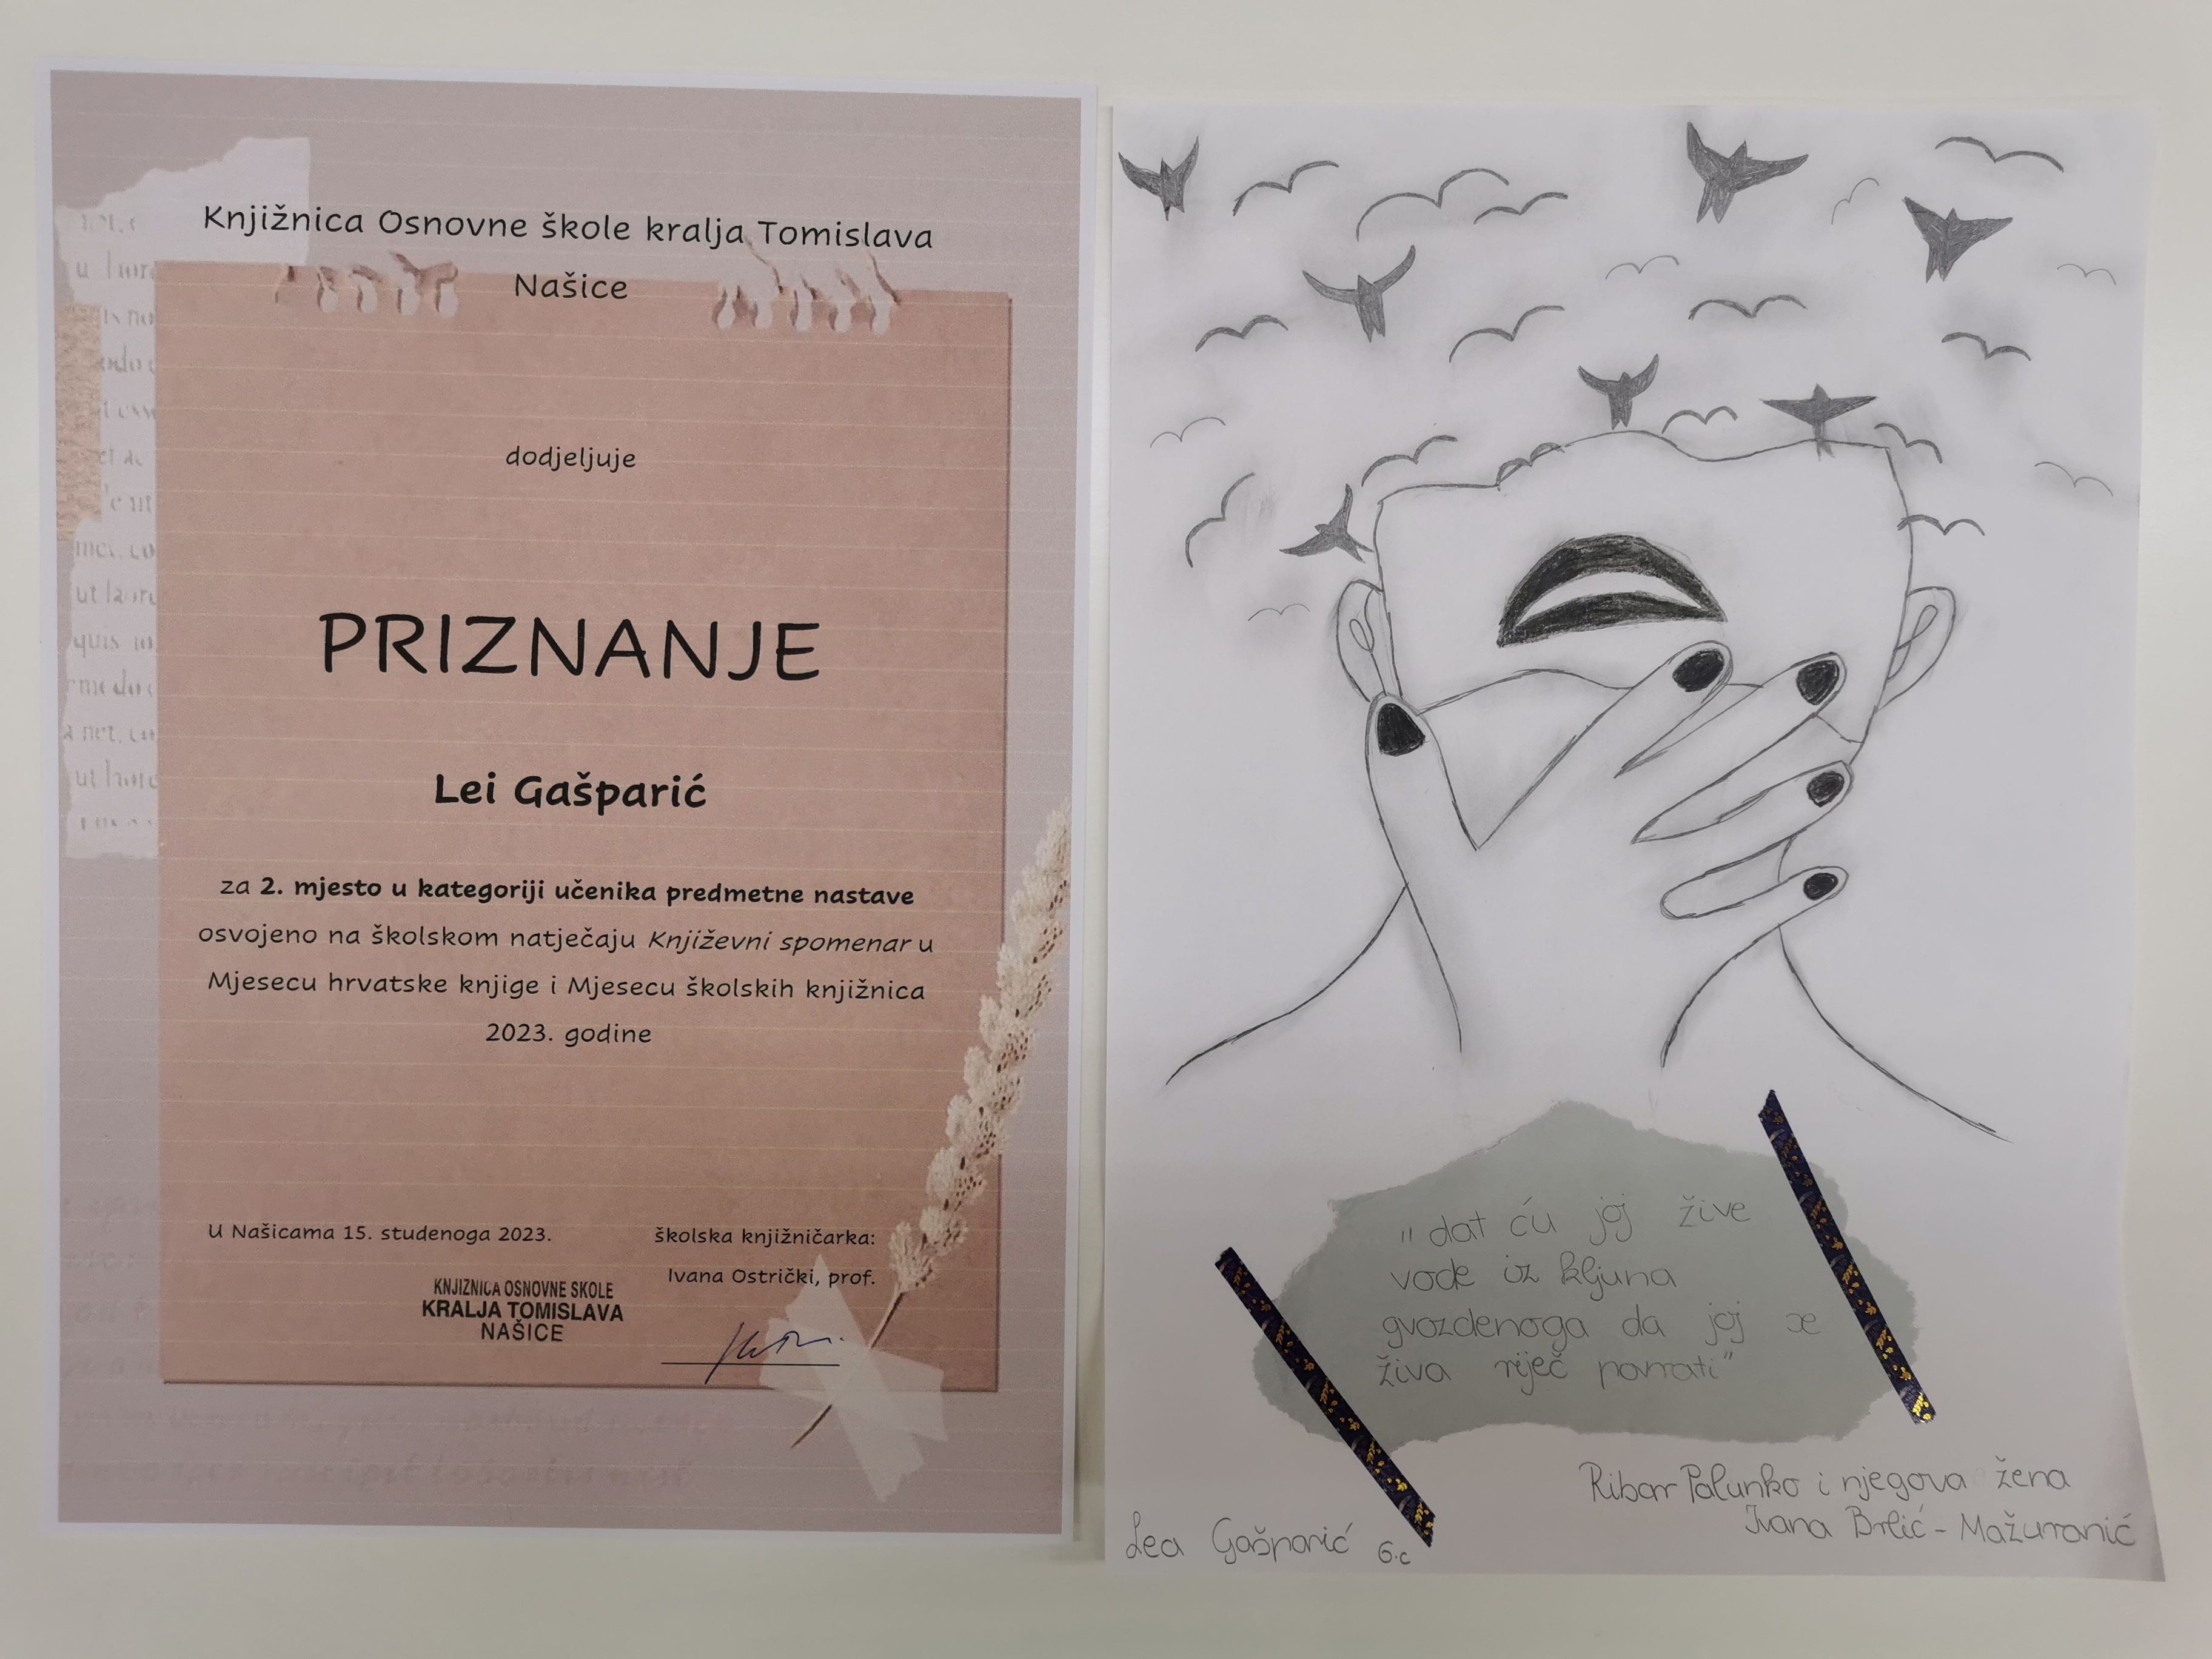 Knjižnica Osnovne škole kralja Tomislava
Našice
dodjeljuje
PRIZNANJE
Lei Gašparić
za 2. mjesto u kategoriji učenika predmetne nastave
osvojeno na školskom natječaju Književni spomenar u
Mjesecu hrvatske knjige i Mjesecu školskih knjižnica
2023. godine
U Našicama 15. studenoga 2023.
školska knjižničarka:
Ivana Ostrički, prof.
KNJIZNICA OSNOVNE SKOLE
KRALJA TOMISLAVA
NAŠICE
„dat ću joj žive
vode iz kljuna
gvozdenoga da joj se
živa riječ povrati"
Ribar Palunko i njegova žena
Ivana Brlić-Mažuranić
Lea Gašparić 6.c